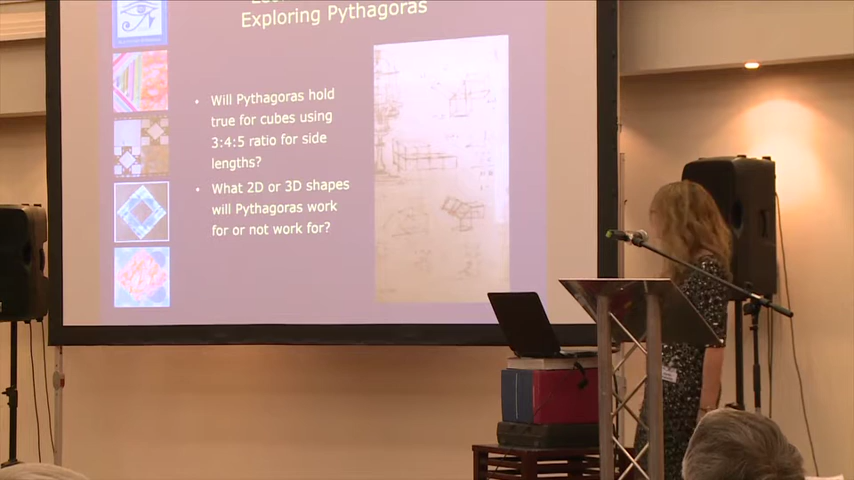 Exploring Pythagoras
• Will Pythagoras hold
true for cubes using
3:4:5 ratio for side
lengths?
• What 2D or 3D shapes
will Pythagoras work
for or not work for?